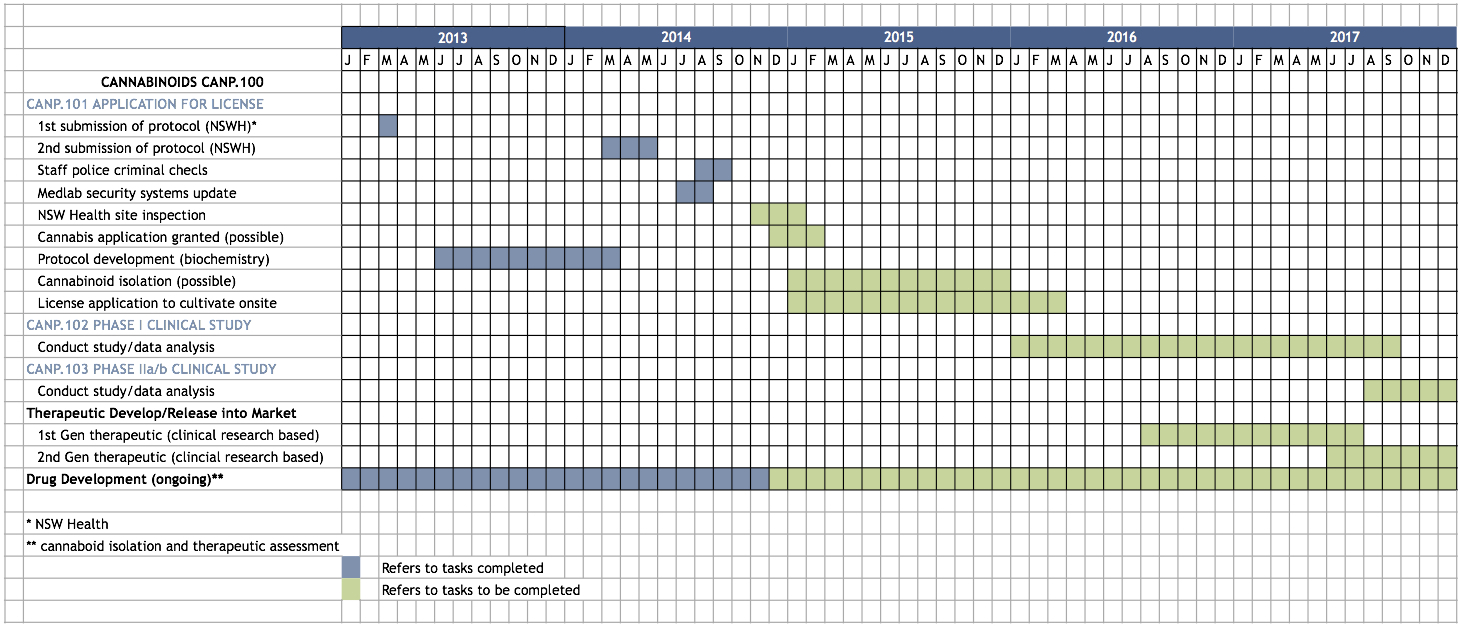 2013 2014 2015 2016 2017
J F M A M J J A S O N D J F M A M J J A S O N D J F M A M J J A S O N D J F M A M J J A S O N D J F M A M J J A S O N D
CANNABINOIDS CANP.100
CANP.101 APPLICATION FOR LICENSE
1st submission of protocol (NSWH)*
2nd submission of protocol (NSWH)
Staff police criminal checls
Medlab security systems update
NSW Health site inspection
Cannabis application granted (possible)
Protocol development (biochemistry)
Cannabinoid isolation (possible)
License application to cultivate onsite
CANP.102 PHASE I CLINICAL STUDY
Conduct study/data analysis
CANP.103 PHASE IIa/b CLINICAL STUDY
Conduct study/data analysis
Therapeutic Develop/Release into Market
1st Gen therapeutic (clinical research based)
2nd Gen therapeutic (clincial research based)
Drug Development (ongoing)**
* NSW Health
** cannaboid isolation and therapeutic assessment
Refers to tasks completed
Refers to tasks to be completed